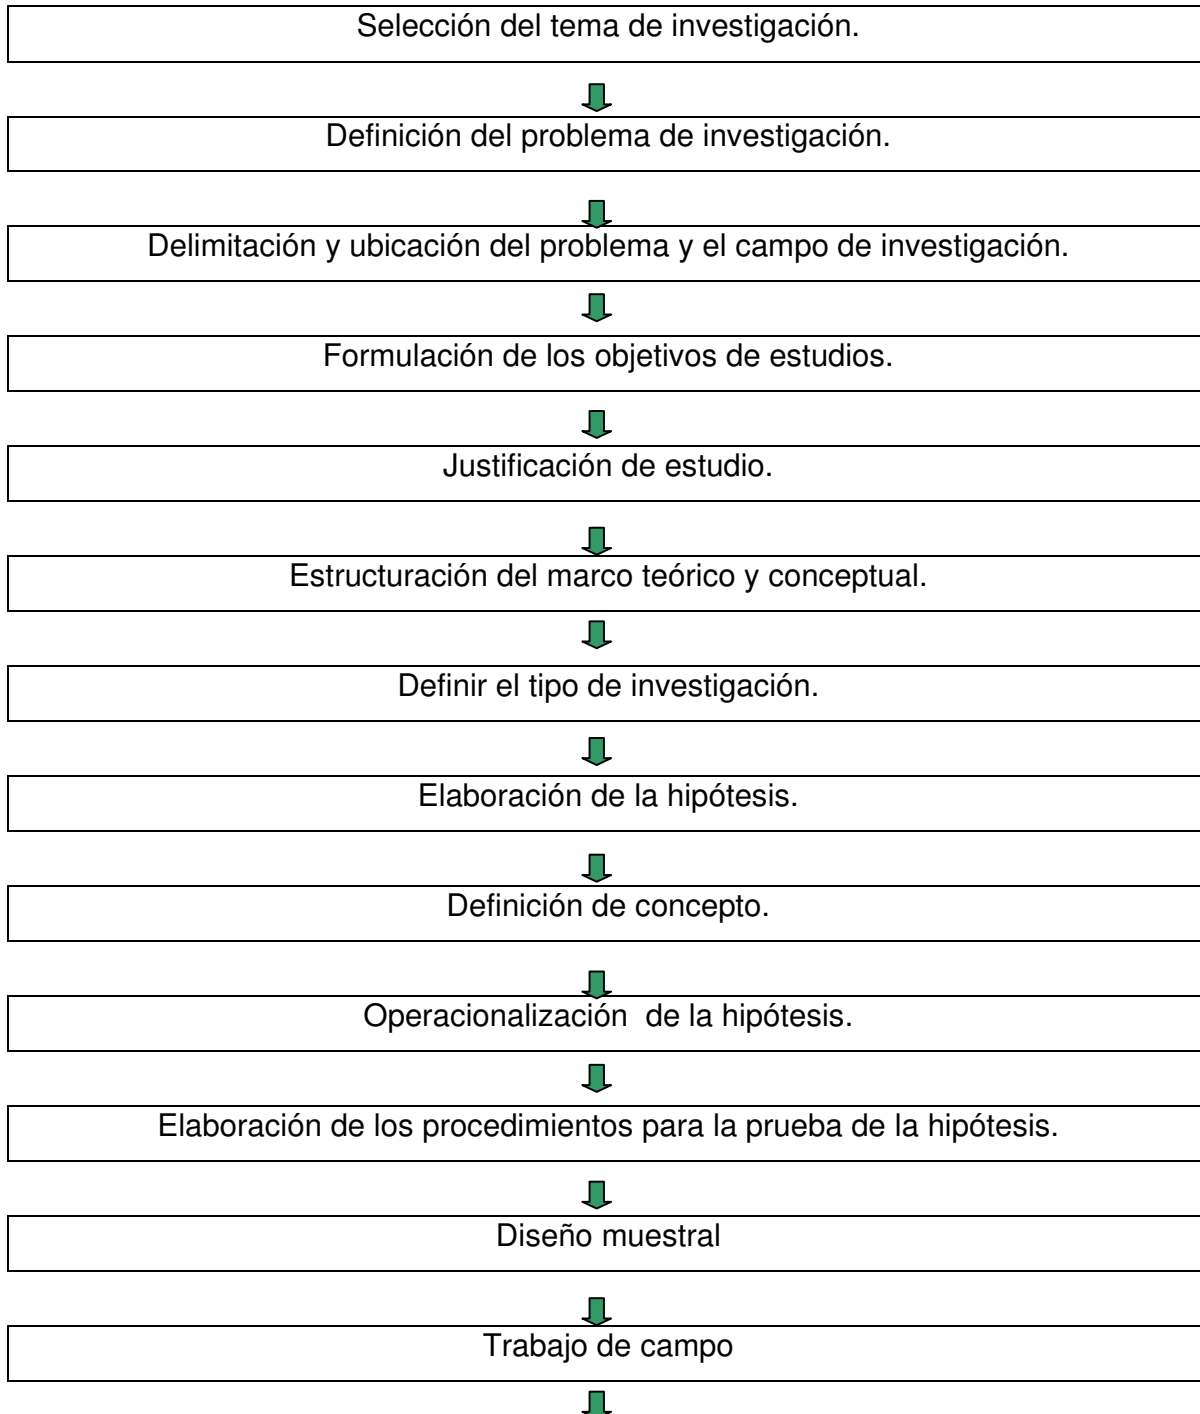 Selección del tema de investigación.
Definición del problema de investigación.
Delimitación y ubicación del problema y el campo de investigación.
Formulación de los objetivos de estudios.
Justificación de estudio.
Estructuración del marco teórico y conceptual.
Definir el tipo de investigación.
Elaboración de la hipótesis.
Definición de concepto.
Operacionalización  de la hipótesis.
Elaboración de los procedimientos para la prueba de la hipótesis.
Diseño muestral
Trabajo de campo